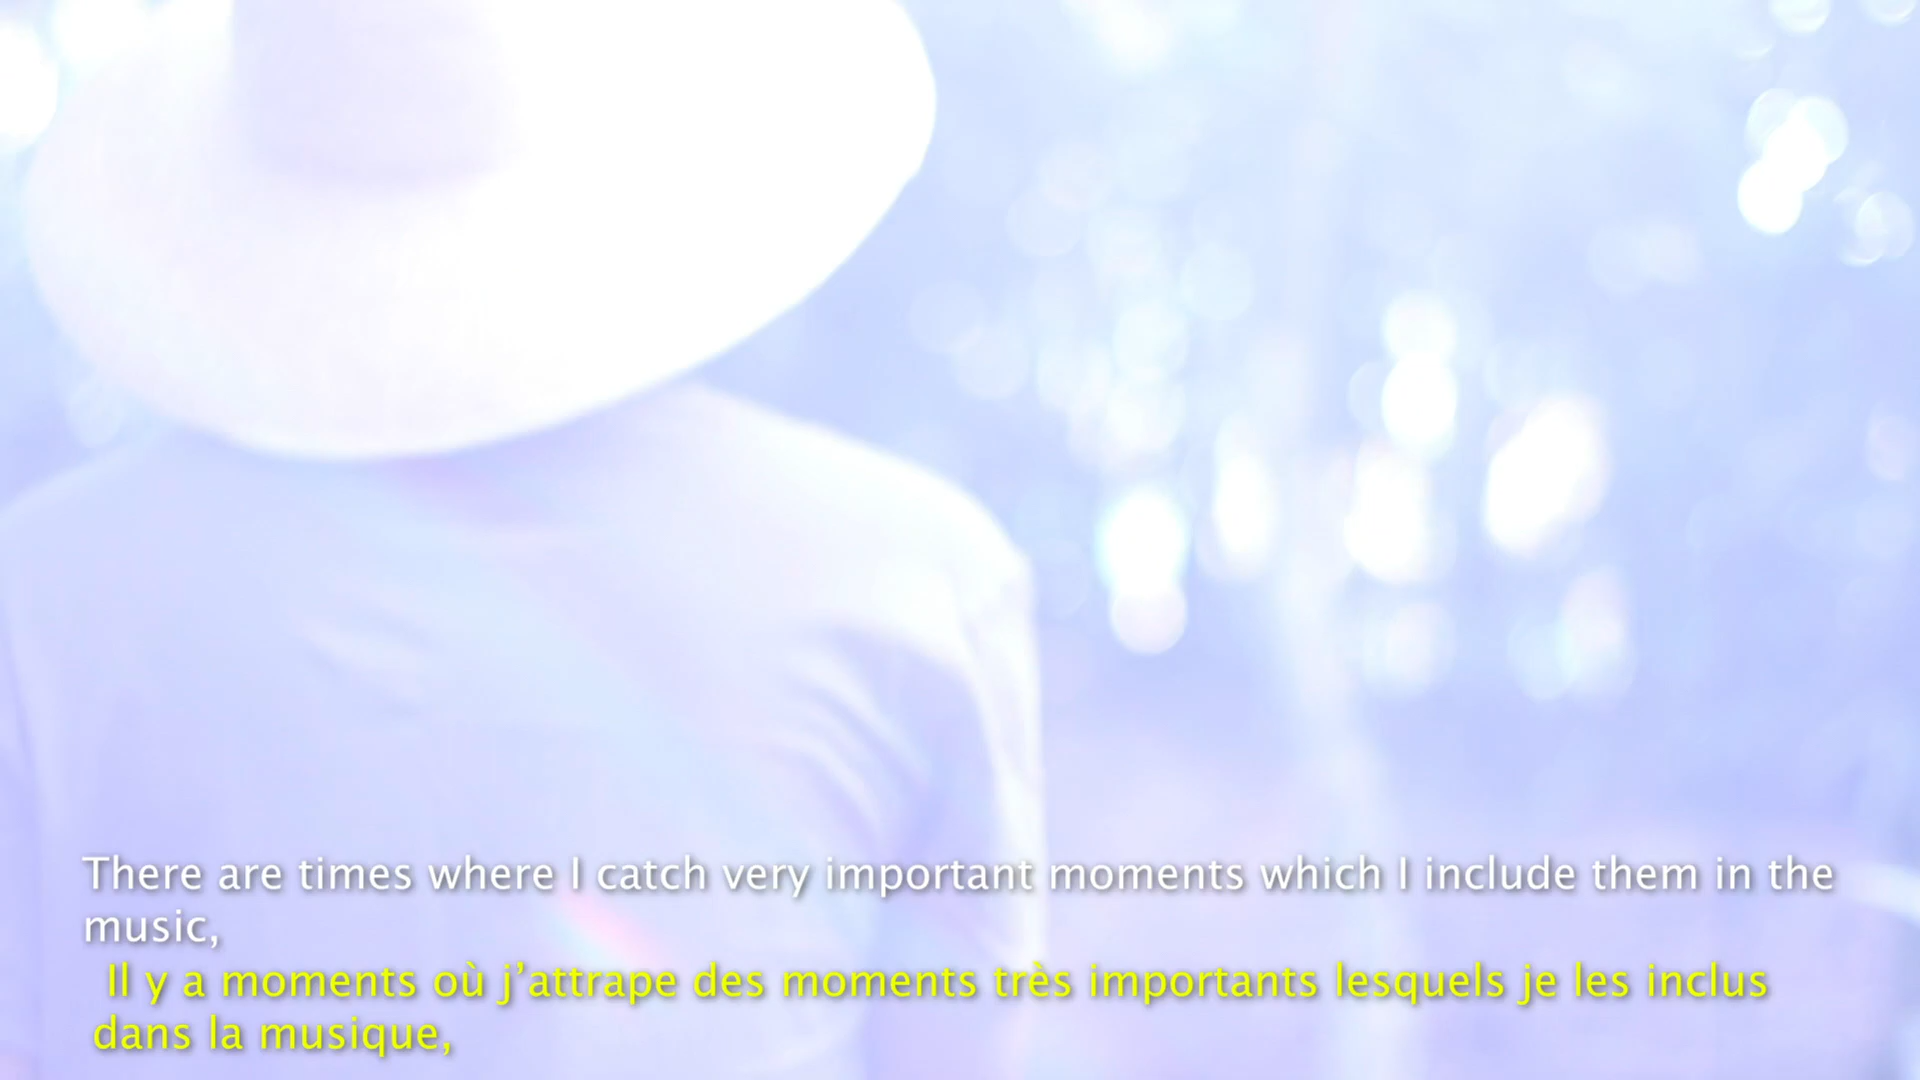 There are times where I catch very important moments which I include them in the
music,
Il y a moments où j’attrape des moments très importants lesquels je les inclus
dans la musique,